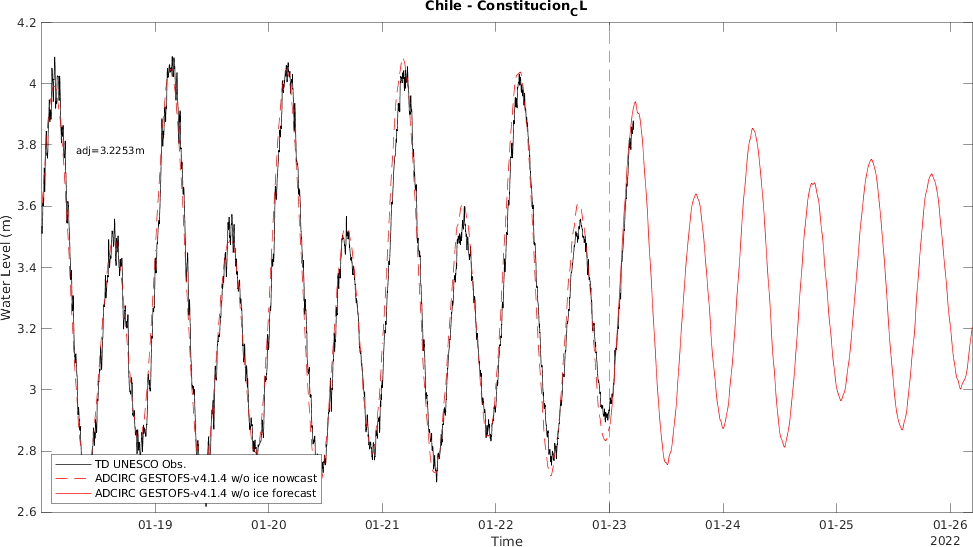 Chile - Constitucion_CL
4.2
4
3.8
3.6
3.4
3.2
3
2.8
2.6
Water Level (m)
adj=3.2253m
TD UNESCO Obs.
ADCIRC GESTOFS-v4.1.4 w/o ice nowcast
ADCIRC GESTOFS-v4.1.4 w/o ice forecast
01-19 01-20 01-21 01-22 01-23 01-24 01-25 01-26
Time 2022